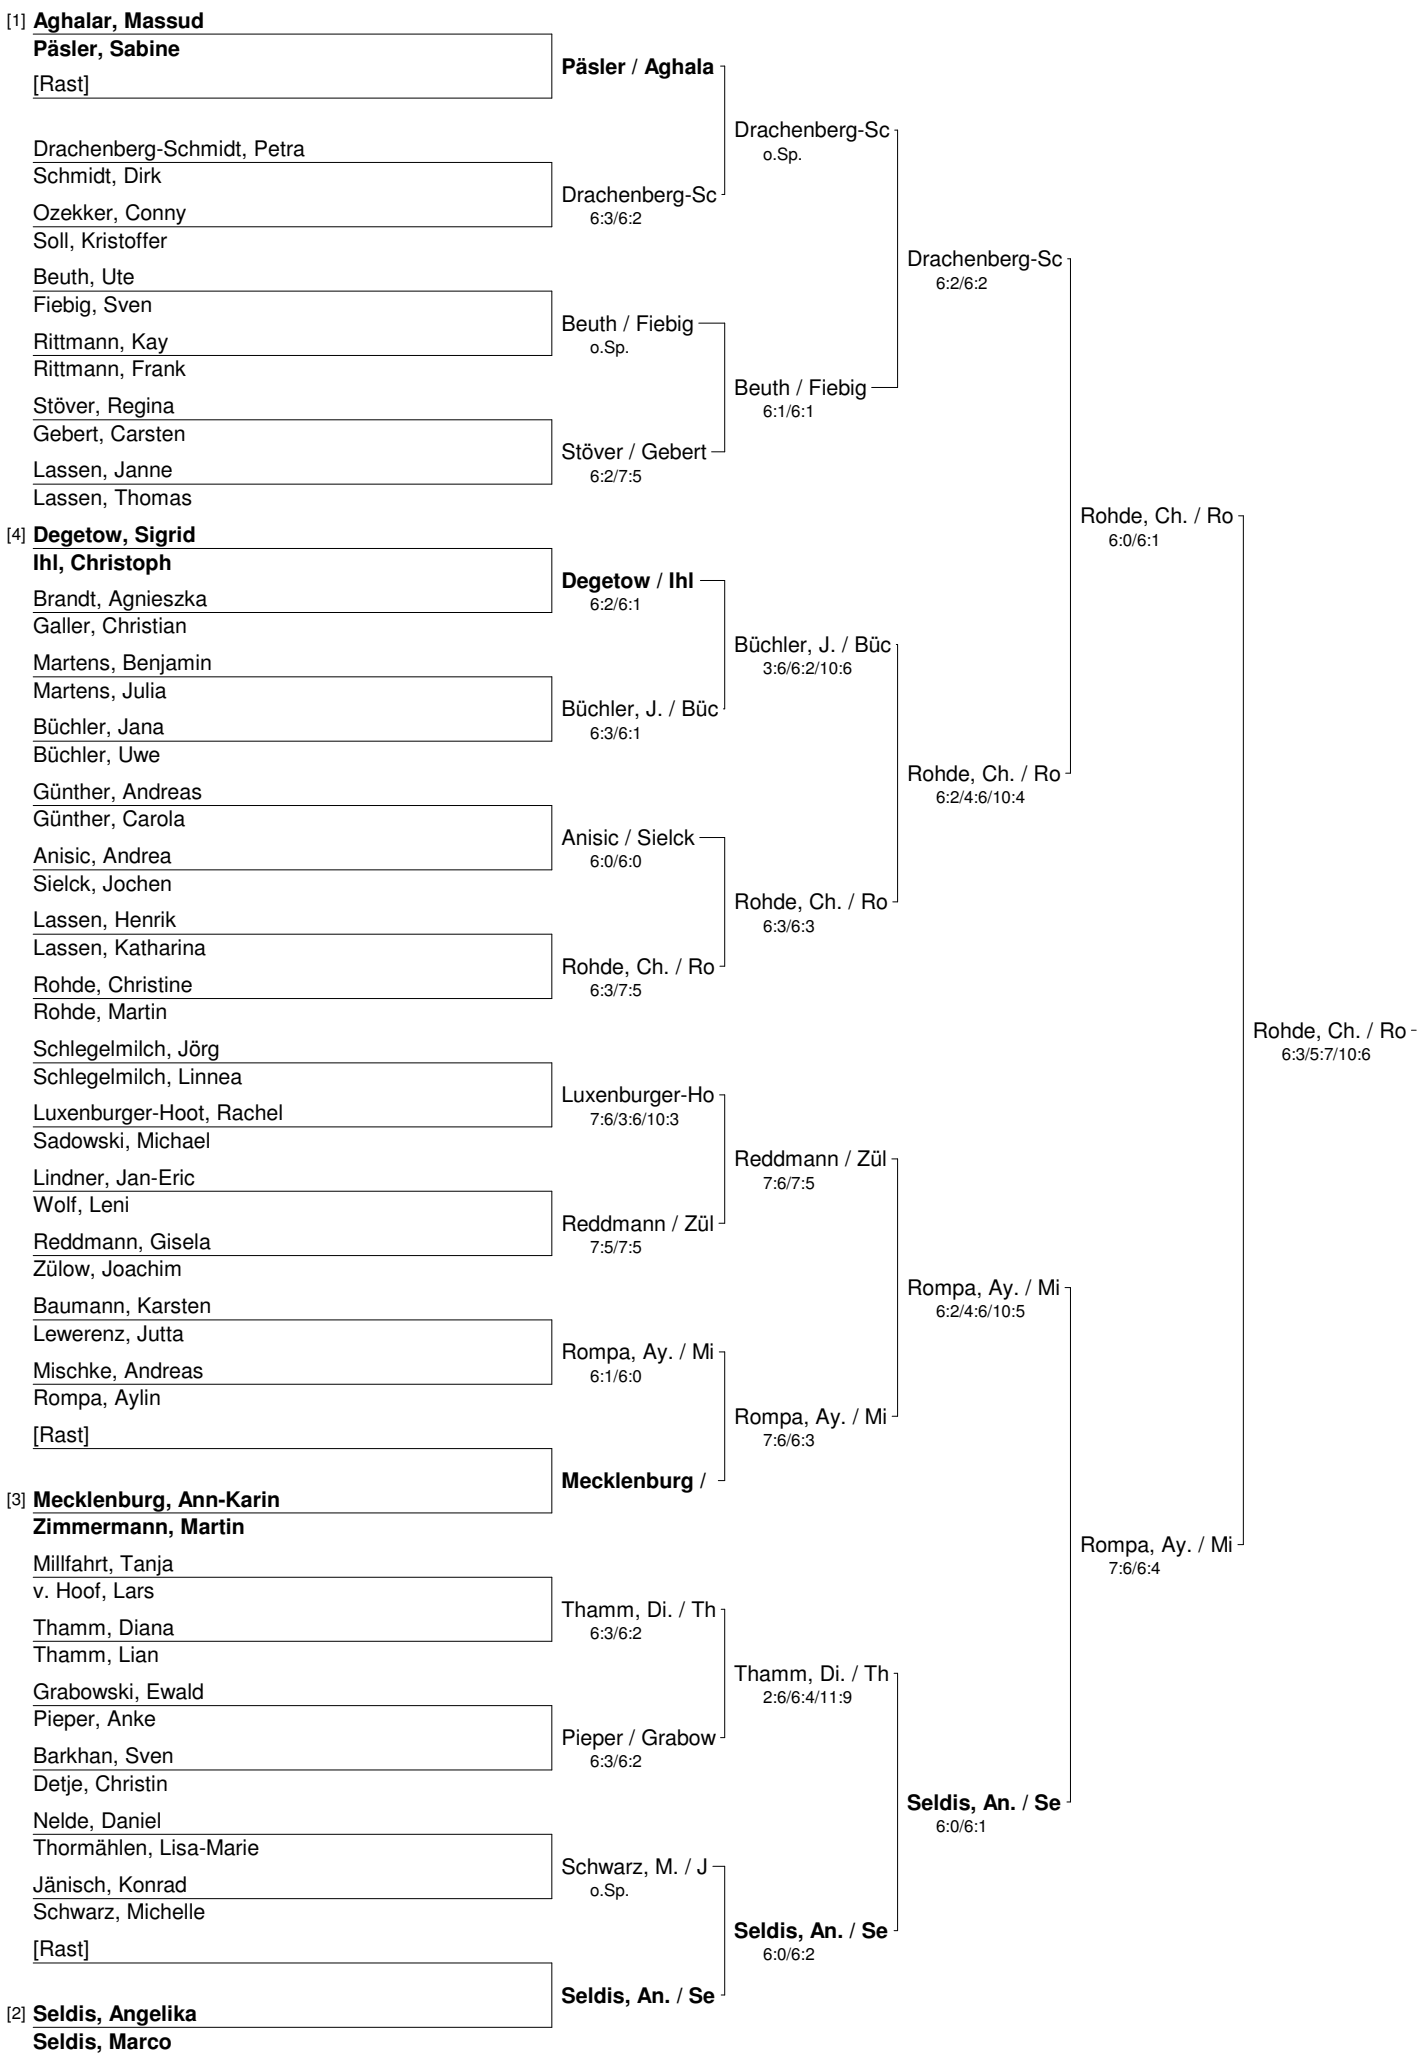 [1] Aghalar, Massud
Päsler, Sabine
[Rast]
Drachenberg-Schmidt, Petra
Schmidt, Dirk
Ozekker, Conny
Soll, Kristoffer
Beuth, Ute
Fiebig, Sven
Rittmann, Kay
Rittmann, Frank
Stöver, Regina
Gebert, Carsten
Lassen, Janne
Lassen, Thomas
[4] Degetow, Sigrid
Ihl, Christoph
Brandt, Agnieszka
Galler, Christian
Martens, Benjamin
Martens, Julia
Büchler, Jana
Büchler, Uwe
Günther, Andreas
Günther, Carola
Anisic, Andrea
Sielck, Jochen
Lassen, Henrik
Lassen, Katharina
Rohde, Christine
Rohde, Martin
Schlegelmilch, Jörg
Schlegelmilch, Linnea
Luxenburger-Hoot, Rachel
Sadowski, Michael
Lindner, Jan-Eric
Wolf, Leni
Reddmann, Gisela
Zülow, Joachim
Baumann, Karsten
Lewerenz, Jutta
Mischke, Andreas
Rompa, Aylin
[Rast]
[3] Mecklenburg, Ann-Karin
Zimmermann, Martin
Millfahrt, Tanja
v. Hoof, Lars
Thamm, Diana
Thamm, Lian
Grabowski, Ewald
Pieper, Anke
Barkhan, Sven
Detje, Christin
Nelde, Daniel
Thormählen, Lisa-Marie
Jänisch, Konrad
Schwarz, Michelle
[Rast]
[2] Seldis, Angelika
Seldis, Marco
Päsler / Aghala
Drachenberg-Sc
6:3/6:2
Beuth / Fiebig
o.Sp.
Stöver / Gebert
6:2/7:5
Degetow / Ihl
6:2/6:1
Büchler, J. / Büc
6:3/6:1
Anisic / Sielck
6:0/6:0
Rohde, Ch. / Ro
6:3/7:5
Luxenburger-Ho
7:6/3:6/10:3
Reddmann / Zül
7:5/7:5
Rompa, Ay. / Mi
6:1/6:0
Mecklenburg /
Thamm, Di. / Th
6:3/6:2
Pieper / Grabow
6:3/6:2
Schwarz, M. / J
o.Sp.
Seldis, An. / Se
Drachenberg-Sc
o.Sp.
Beuth / Fiebig
6:1/6:1
Büchler, J. / Büc
3:6/6:2/10:6
Rohde, Ch. / Ro
6:3/6:3
Reddmann / Zül
7:6/7:5
Rompa, Ay. / Mi
7:6/6:3
Thamm, Di. / Th
2:6/6:4/11:9
Seldis, An. / Se
6:0/6:2
Drachenberg-Sc
6:2/6:2
Rohde, Ch. / Ro
6:2/4:6/10:4
Rompa, Ay. / Mi
6:2/4:6/10:5
Seldis, An. / Se
6:0/6:1
Rohde, Ch. / Ro
6:0/6:1
Rompa, Ay. / Mi
7:6/6:4
Rohde, Ch. / Ro
6:3/5:7/10:6